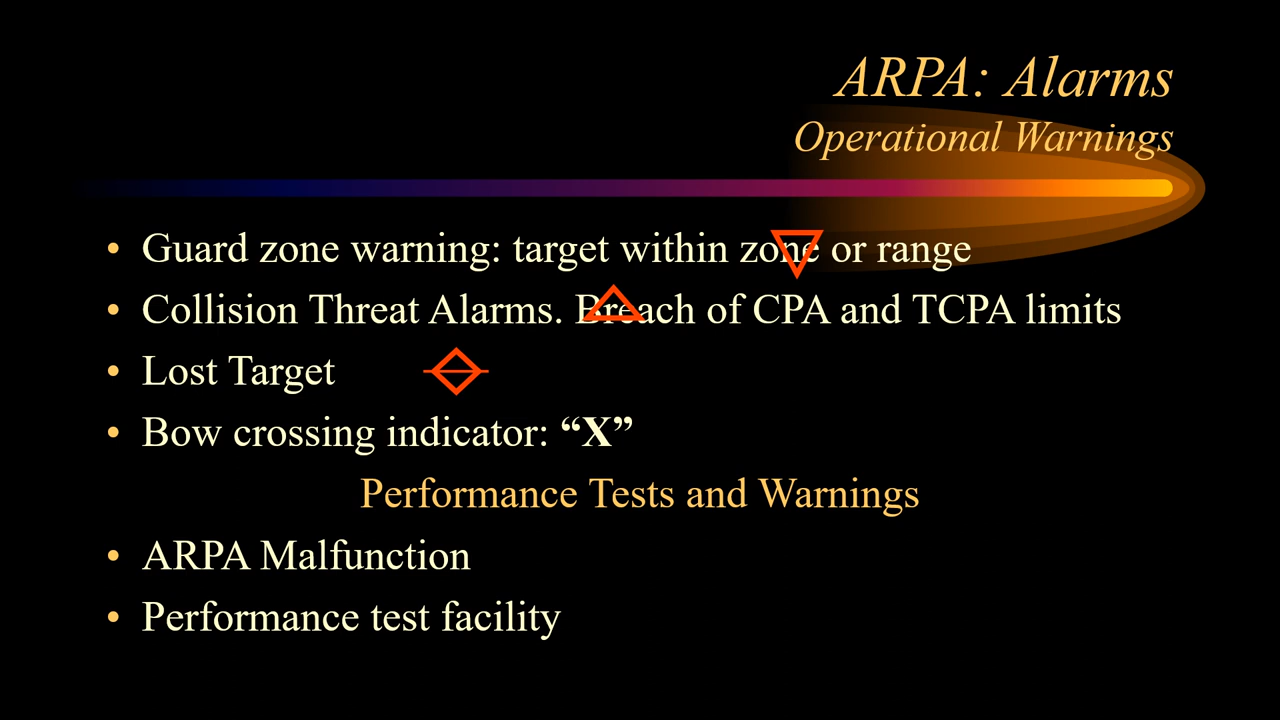 ARPA: Alarms
Operational Warnings
• Guard zone warning: target within zone or range
• Collision Threat Alarms. Breach of CPA and TCPA limits
• Lost Target
• Bow crossing indicator: “X”
Performance Tests and Warnings
• ARPA Malfunction
• Performance test facility